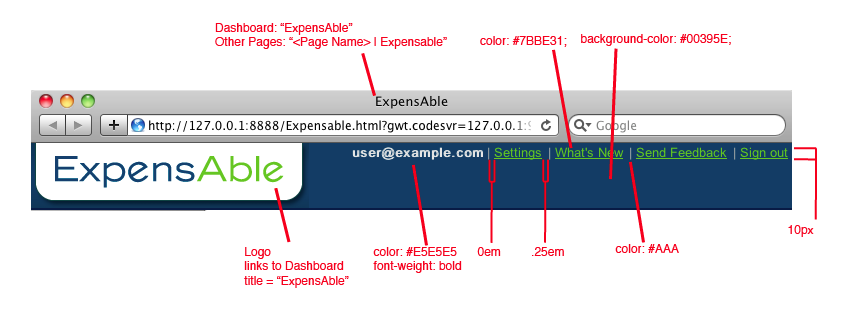 Dashboard: “ExpensAble”
Other Pages: “<Page Name> | Expensable”
color: #7BBE31;
background-color: #00395E;
ExpensAble
http://127.0.0.1:8888/Expensable.html?gwt.codesvr=127.0.0.1:9
Google
ExpensAble
user@example.com | Settings | What's New | Send Feedback | Sign out
10px
Logo
links to Dashboard
title = “ExpensAble”
color: #E5E5E5
font-weight: bold
0em
.25em
color: #AAA